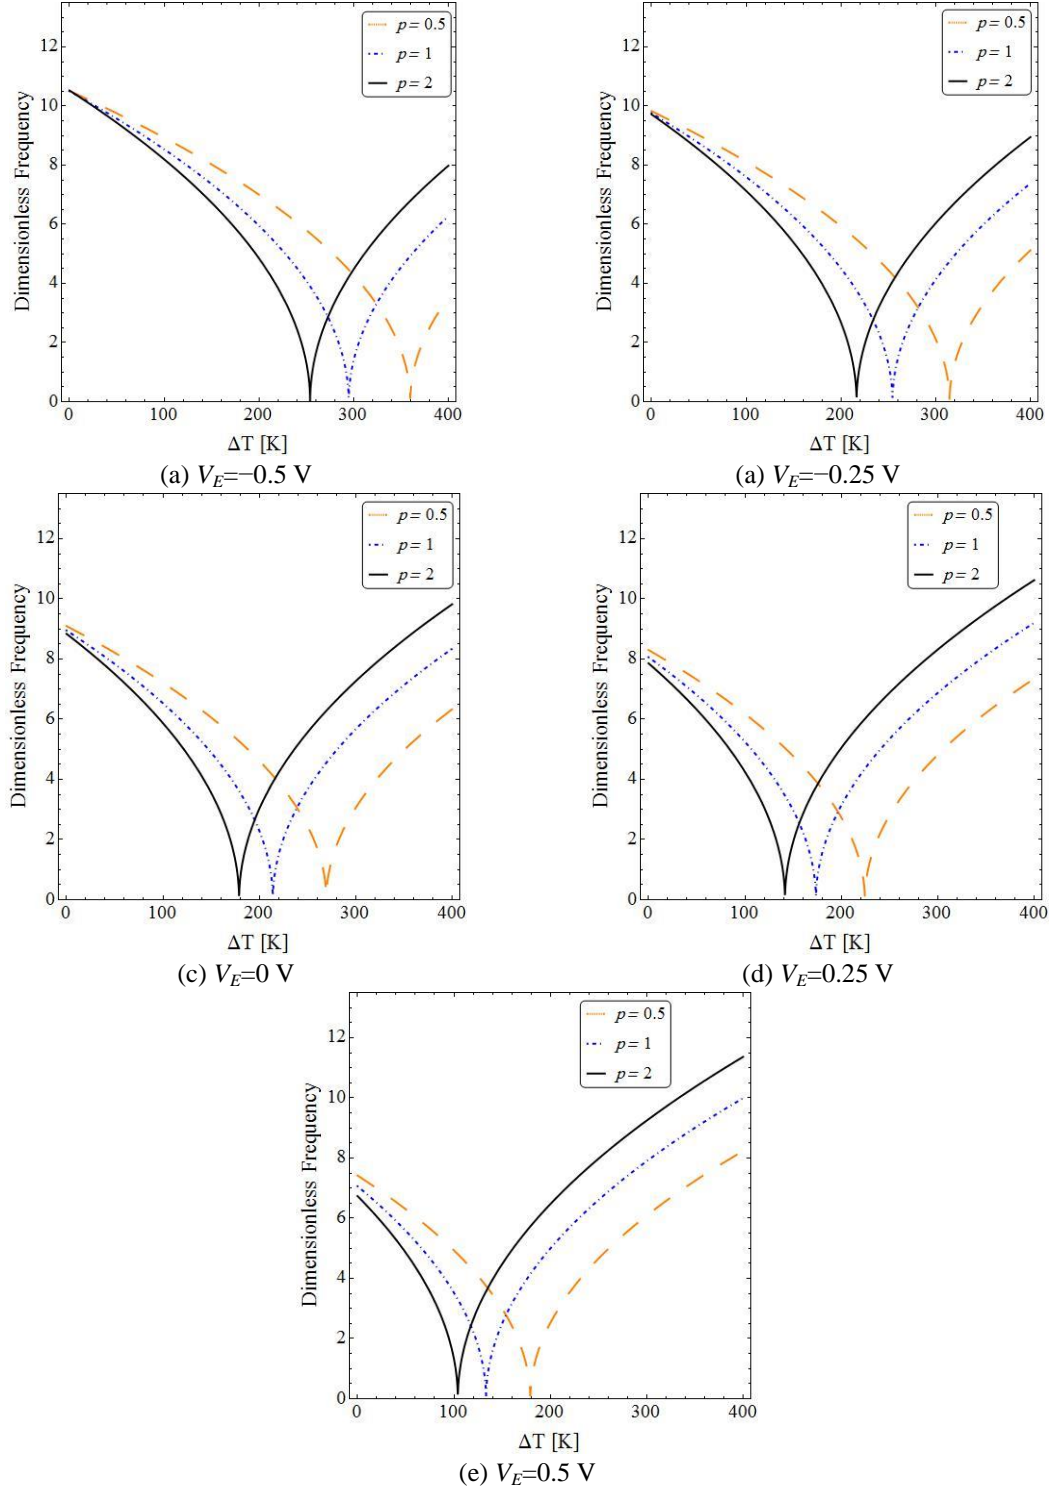 12
10
8
6
4
2
0
Dimensionless Frequency
p = 0.5
p = 1
p = 2
0 100 200 300 400
ΔT [K]
(a) V_E=−0.5 V
12
10
8
6
4
2
0
Dimensionless Frequency
p = 0.5
p = 1
p = 2
0 100 200 300 400
ΔT [K]
(a) V_E=−0.25 V
12
10
8
6
4
2
0
Dimensionless Frequency
p = 0.5
p = 1
p = 2
0 100 200 300 400
ΔT [K]
(c) V_E=0 V
12
10
8
6
4
2
0
Dimensionless Frequency
p = 0.5
p = 1
p = 2
0 100 200 300 400
ΔT [K]
(d) V_E=0.25 V
12
10
8
6
4
2
0
Dimensionless Frequency
p = 0.5
p = 1
p = 2
0 100 200 300 400
ΔT [K]
(e) V_E=0.5 V